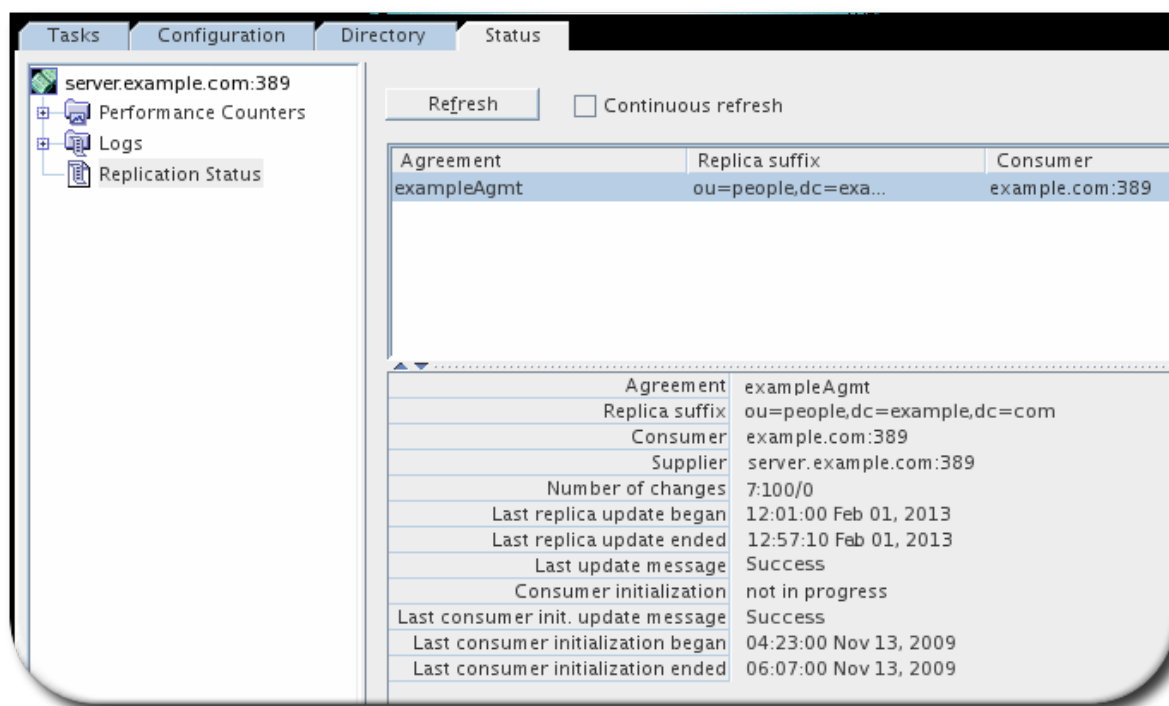 Tasks Configuration Directory Status
server.example.com:389
Performance Counters
Logs
Replication Status
Refresh Continuous refresh
Agreement Replica suffix Consumer
exampleAgmt ou=people,dc=exa... example.com:389
Agreement exampleAgmt
Replica suffix ou=people,dc=example,dc=com
Consumer example.com:389
Supplier server.example.com:389
Number of changes 7:100/0
Last replica update began 12:01:00 Feb 01, 2013
Last replica update ended 12:57:10 Feb 01, 2013
Last update message Success
Consumer initialization not in progress
Last consumer init. update message Success
Last consumer initialization began 04:23:00 Nov 13, 2009
Last consumer initialization ended 06:07:00 Nov 13, 2009